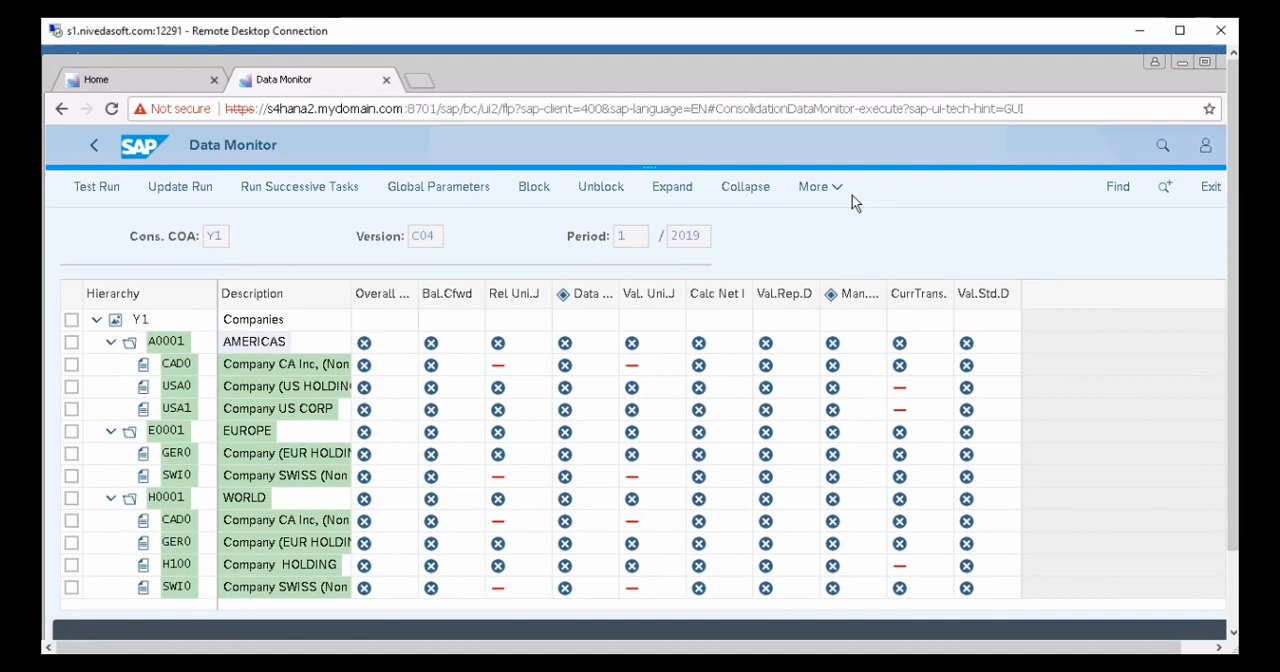 s1.nivedasoft.com:12291 - Remote Desktop Connection
Home Data Monitor
Not secure https://s4hana2.mydomain.com:8701/sap/bc/ui2/flp?sap-client=400&sap-language=EN#ConsolidationDataMonitor-execute?sap-ui-tech-hint=GUI
SAP Data Monitor
Test Run Update Run Run Successive Tasks Global Parameters Block Unblock Expand Collapse More Find Exit
Cons. COA: Y1 Version: C04 Period: 1 / 2019
Hierarchy Description Overall ... Bal.Cfwd Rel Uni.J Data ... Val. Uni.J Calc Net I Val.Rep.D Man.... CurrTrans. Val.Std.D
Y1 Companies
A0001 AMERICAS
CAD0 Company CA Inc, (Non
USA0 Company (US HOLDIN
USA1 Company US CORP
E0001 EUROPE
GER0 Company (EUR HOLDI
SWI0 Company SWISS (Non
H0001 WORLD
CAD0 Company CA Inc, (Non
GER0 Company (EUR HOLDI
H100 Company HOLDING
SWI0 Company SWISS (Non